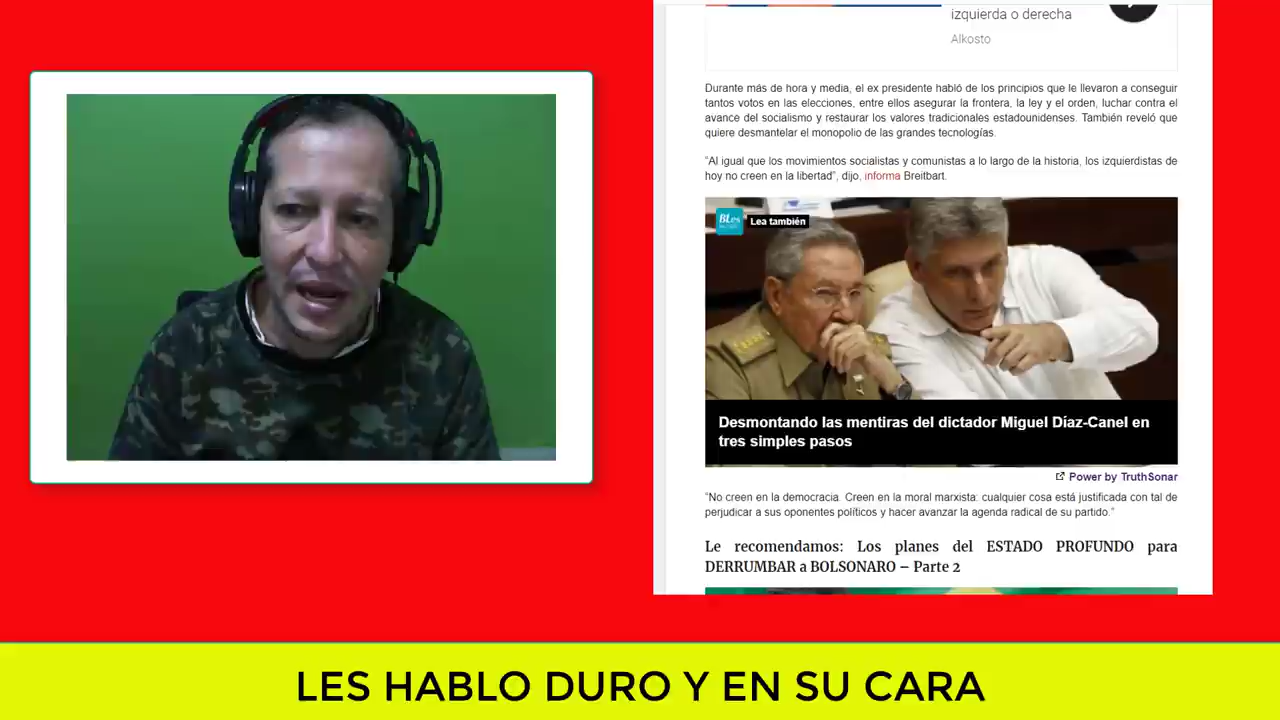 izquierda o derecha
Alkosto
Durante más de hora y media, el ex presidente habló de los principios que le llevaron a conseguir
tantos votos en las elecciones, entre ellos asegurar la frontera, la ley y el orden, luchar contra el
avance del socialismo y restaurar los valores tradicionales estadounidenses. También reveló que
quiere desmantelar el monopolio de las grandes tecnologías.
“Al igual que los movimientos socialistas y comunistas a lo largo de la historia, los izquierdistas de
hoy no creen en la libertad”, dijo, informa Breitbart.
BLes
Lea también
Desmontando las mentiras del dictador Miguel Díaz-Canel en
tres simples pasos
Power by TruthSonar
“No creen en la democracia. Creen en la moral marxista: cualquier cosa está justificada con tal de
perjudicar a sus oponentes políticos y hacer avanzar la agenda radical de su partido.”
Le recomendamos: Los planes del ESTADO PROFUNDO para
DERRUMBAR a BOLSONARO – Parte 2
LES HABLO DURO Y EN SU CARA